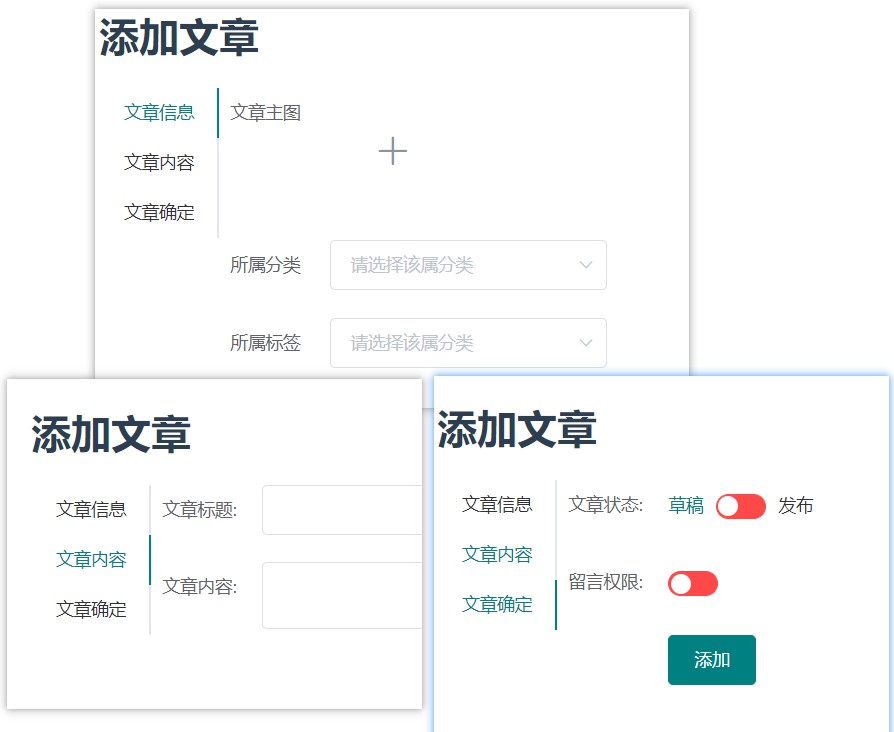 添加文章
文章信息 文章主图
文章内容
文章确定
所属分类 请选择该属分类
所属标签 请选择该属分类
添加文章
文章信息 文章标题:
文章内容
文章内容:
文章确定
添加文章
文章信息 文章状态: 草稿 发布
文章内容
留言权限:
文章确定
添加